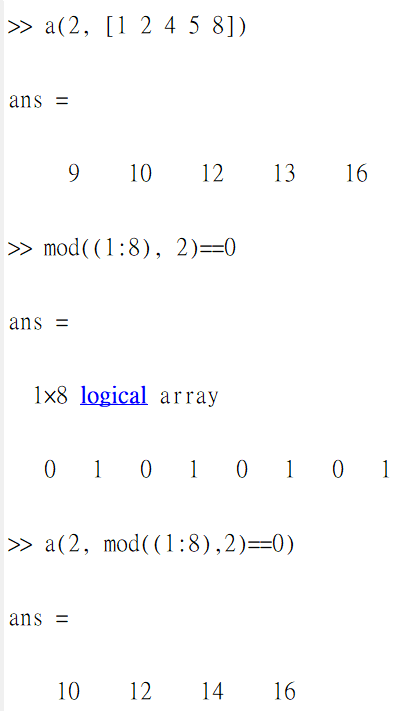 >> a(2, [1 2 4 5 8])
ans =
9 10 12 13 16
>> mod((1:8), 2)==0
ans =
1×8 logical array
0 1 0 1 0 1 0 1
>> a(2, mod((1:8),2)==0)
ans =
10 12 14 16